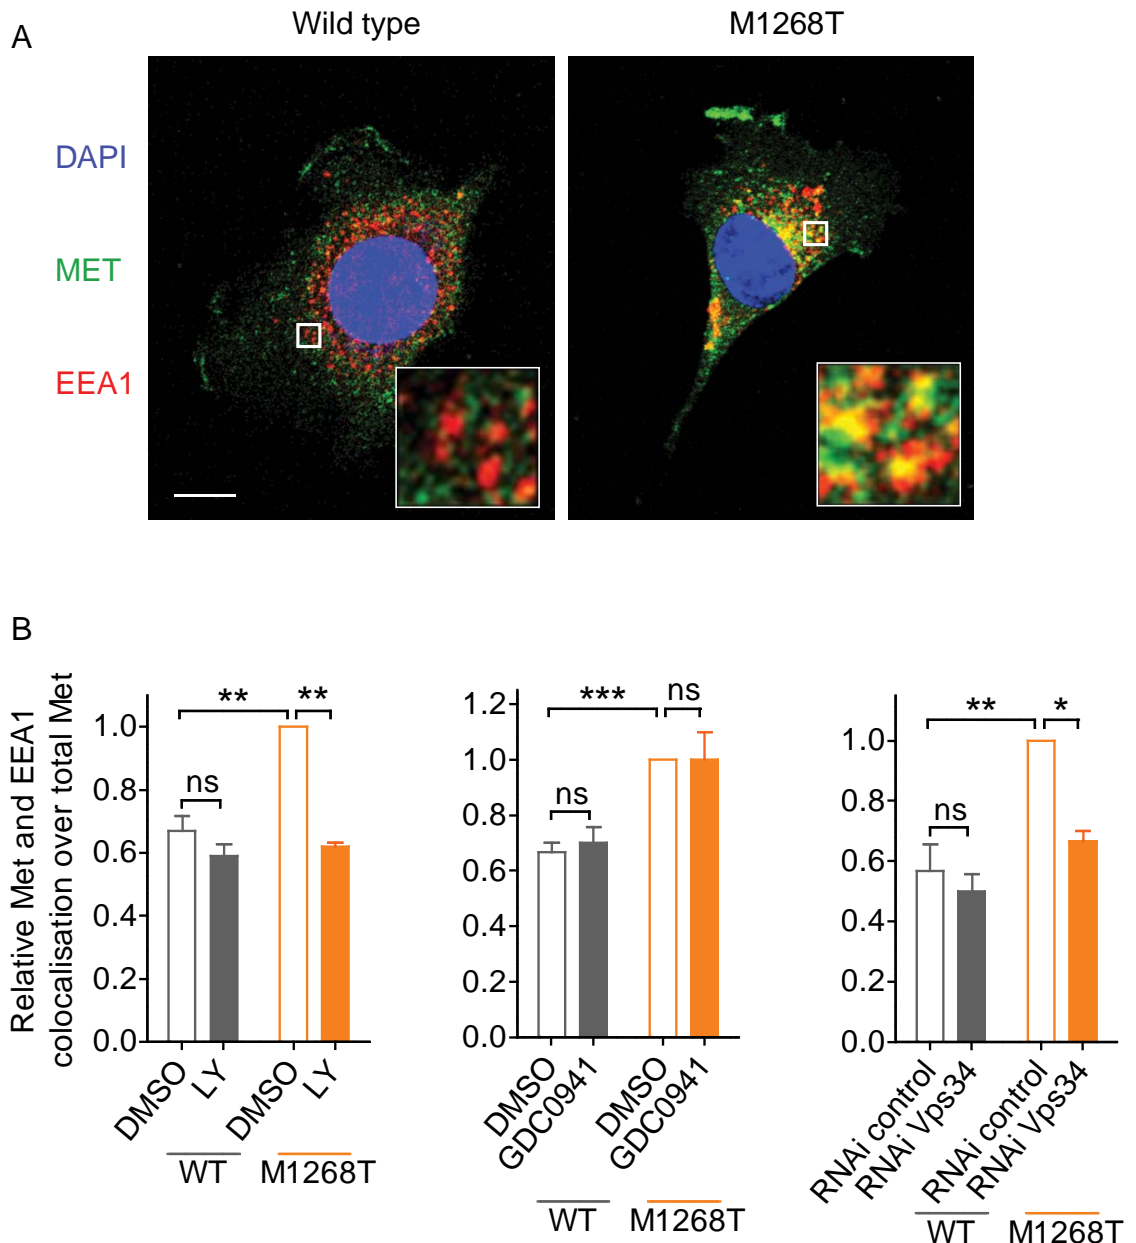 A
Wild type
M1268T
DAPI
MET
EEA1
B
Relative Met and EEA1
colocalisation over total Met
1.0
0.8
0.6
0.4
0.2
0.0
**
**
ns
DMSO
LY
DMSO
LY
WT
M1268T
1.2
1.0
0.8
0.6
0.4
0.2
0.0
***
ns
ns
DMSO
GDC0941
DMSO
GDC0941
WT
M1268T
1.0
0.8
0.6
0.4
0.2
0.0
**
*
ns
RNAi control
RNAi Vps34
RNAi control
RNAi Vps34
WT
M1268T